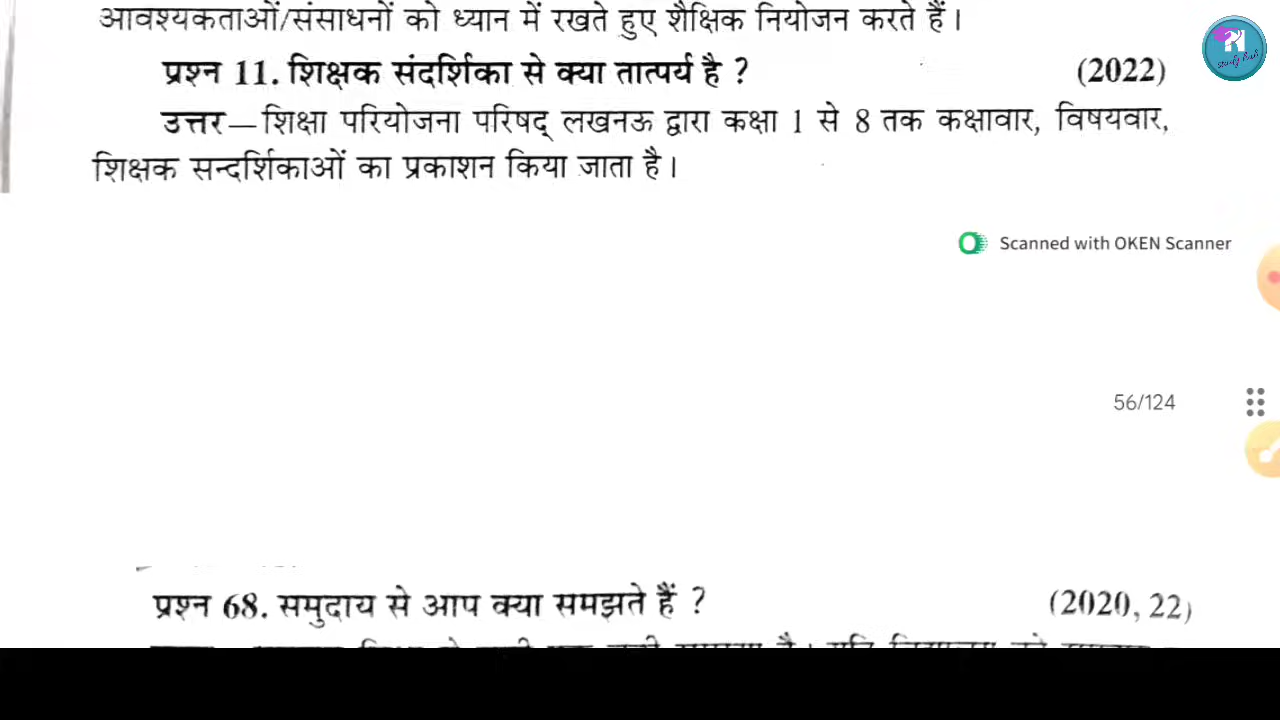 आवश्यकताओं/संसाधनों को ध्यान में रखते हुए शैक्षिक नियोजन करते हैं।
प्रश्न 11. शिक्षक संदर्शिका से क्या तात्पर्य है ? (2022)
उत्तर—शिक्षा परियोजना परिषद् लखनऊ द्वारा कक्षा 1 से 8 तक कक्षावार, विषयवार,
शिक्षक सन्दर्शिकाओं का प्रकाशन किया जाता है।
Scanned with OKEN Scanner
56/124
प्रश्न 68. समुदाय से आप क्या समझते हैं ? (2020, 22)